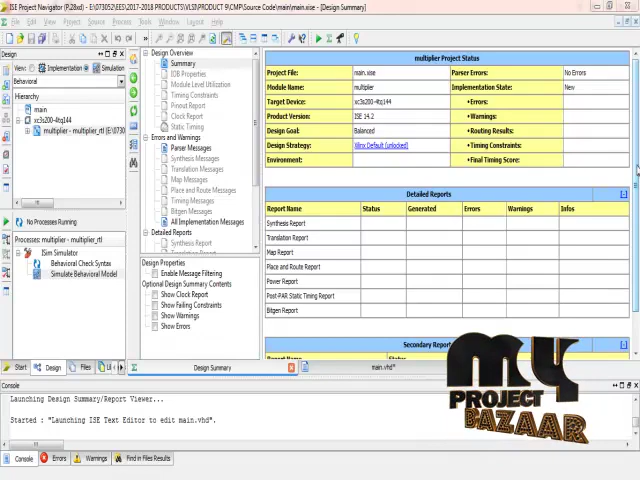 ISE Project Navigator (P.28xd) - E:\073052\EES\2017-2018 PRODUCTS\VLSI\PRODUCT 9\CMP\Source Code\main\main.xise - [Design Summary]
File Edit View Project Source Process Tools Window Layout Help
Design
View: Implementation Simulation
Behavioral
Hierarchy
main
xc3s200-4tq144
multiplier - multiplier_rtl (E:\0730
No Processes Running
Processes: multiplier - multiplier_rtl
ISim Simulator
Behavioral Check Syntax
Simulate Behavioral Model
Start Design Files
Design Overview
Summary
IOB Properties
Module Level Utilization
Timing Constraints
Pinout Report
Clock Report
Static Timing
Errors and Warnings
Parser Messages
Synthesis Messages
Translation Messages
Map Messages
Place and Route Messages
Timing Messages
Bitgen Messages
All Implementation Messages
Detailed Reports
Synthesis Report
Design Properties
Enable Message Filtering
Optional Design Summary Contents
Show Clock Report
Show Failing Constraints
Show Warnings
Show Errors
multiplier Project Status
Project File: main.xise Parser Errors: No Errors
Module Name: multiplier Implementation State: New
Target Device: xc3s200-4tq144 • Errors:
Product Version: ISE 14.2 • Warnings:
Design Goal: Balanced • Routing Results:
Design Strategy: Xilinx Default (unlocked) • Timing Constraints:
Environment: • Final Timing Score:
Detailed Reports [-]
Report Name Status Generated Errors Warnings Infos
Synthesis Report
Translation Report
Map Report
Place and Route Report
Power Report
Post-PAR Static Timing Report
Bitgen Report
Secondary Reports [-]
Report Name Status
Design Summary main.vhd*
MY
PROJECT
BAZAAR
Console
Launching Design Summary/Report Viewer...
Started : "Launching ISE Text Editor to edit main.vhd".
Console Errors Warnings Find in Files Results